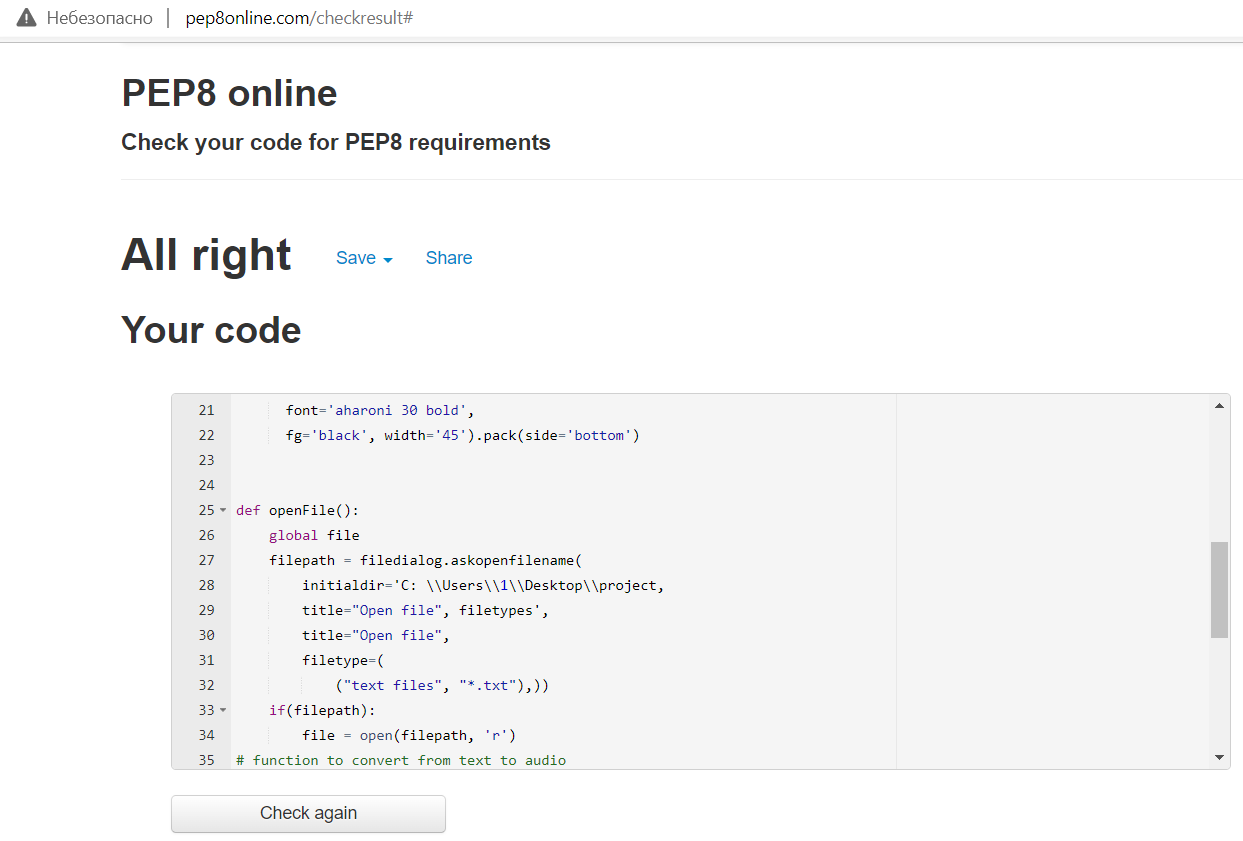 Небезопасно | pep8online.com/checkresult#
PEP8 online
Check your code for PEP8 requirements
All right Save Share
Your code
21 font='aharoni 30 bold',
22 fg='black', width='45').pack(side='bottom')
23
24
25 def openFile():
26 global file
27 filepath = filedialog.askopenfilename(
28 initialdir='C: \\Users\\1\\Desktop\\project,
29 title="Open file", filetypes',
30 title="Open file",
31 filetype=(
32 ("text files", "*.txt"),))
33 if(filepath):
34 file = open(filepath, 'r')
35 # function to convert from text to audio
Check again